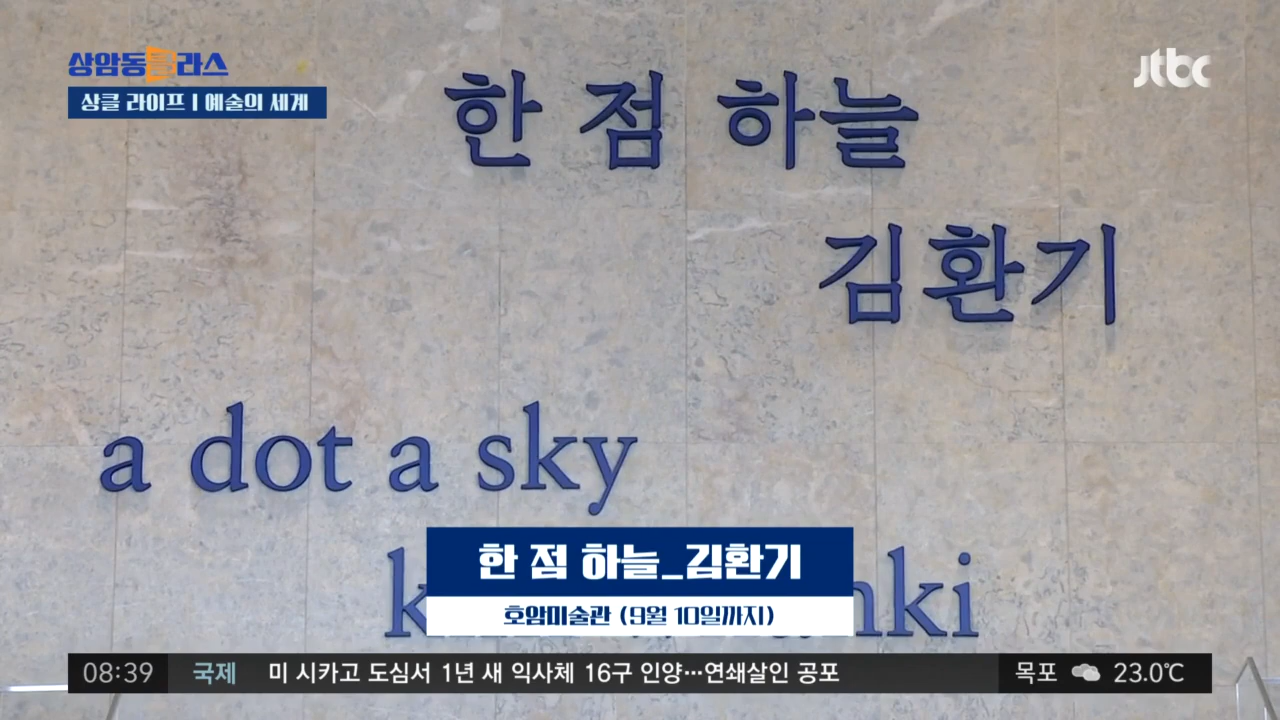 상암동클라스
상클 라이프 | 예술의 세계
jtbc
한 점 하늘
김환기
a dot a sky
한 점 하늘_김환기
호암미술관 (9월 10일까지)
08:39 국제 미 시카고 도심서 1년 새 익사체 16구 인양…연쇄살인 공포 목포 23.0℃